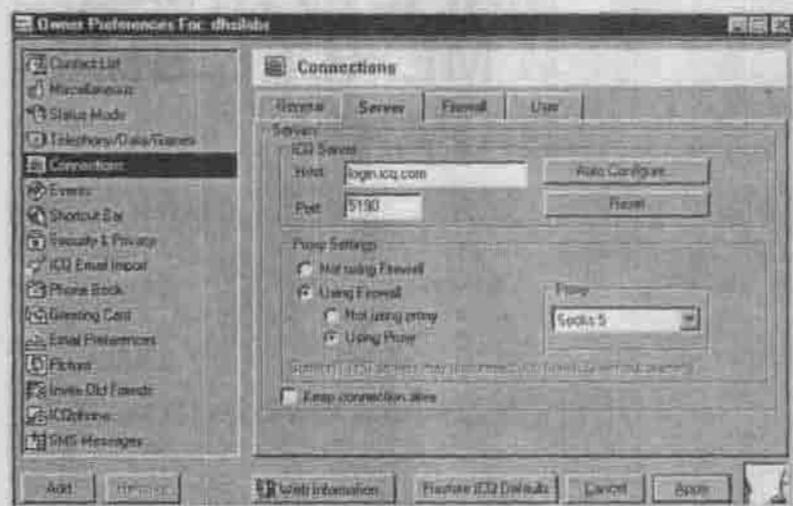 Owner Preferences For: dhsilabs
Contact List
Miscellaneous
Status Mode
Telephony/Data/Games
Connections
Events
Shortcut Bar
Security & Privacy
ICQ Email Import
Phone Book
Greeting Card
Email Preferences
Picture
Invite Old Friends
ICQphone
SMS Messages
Add
Remove
Connections
General
Server
Firewall
User
Servers
ICQ Server
Host
login.icq.com
Auto Configure...
Port
5190
Reset
Proxy Settings
Not using Firewall
Using Firewall
Not using proxy
Using Proxy
Proxy
Socks 5
Keep connection alive
Web Information
Restore ICQ Defaults
Cancel
Apply